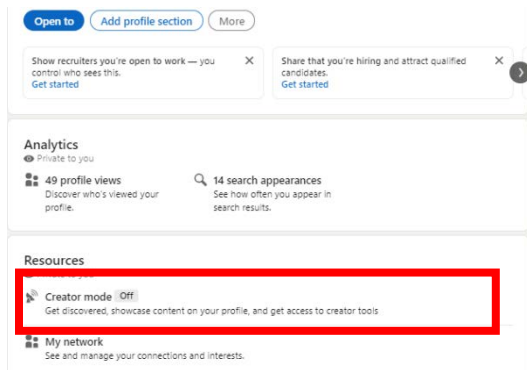 Open to
Add profile section
More
Show recruiters you're open to work — you
control who sees this.
Get started
Share that you're hiring and attract qualified
candidates.
Get started
Analytics
Private to you
49 profile views
Discover who's viewed your
profile.
14 search appearances
See how often you appear in
search results.
Resources
Private to you
Creator mode Off
Get discovered, showcase content on your profile, and get access to creator tools
My network
See and manage your connections and interests.